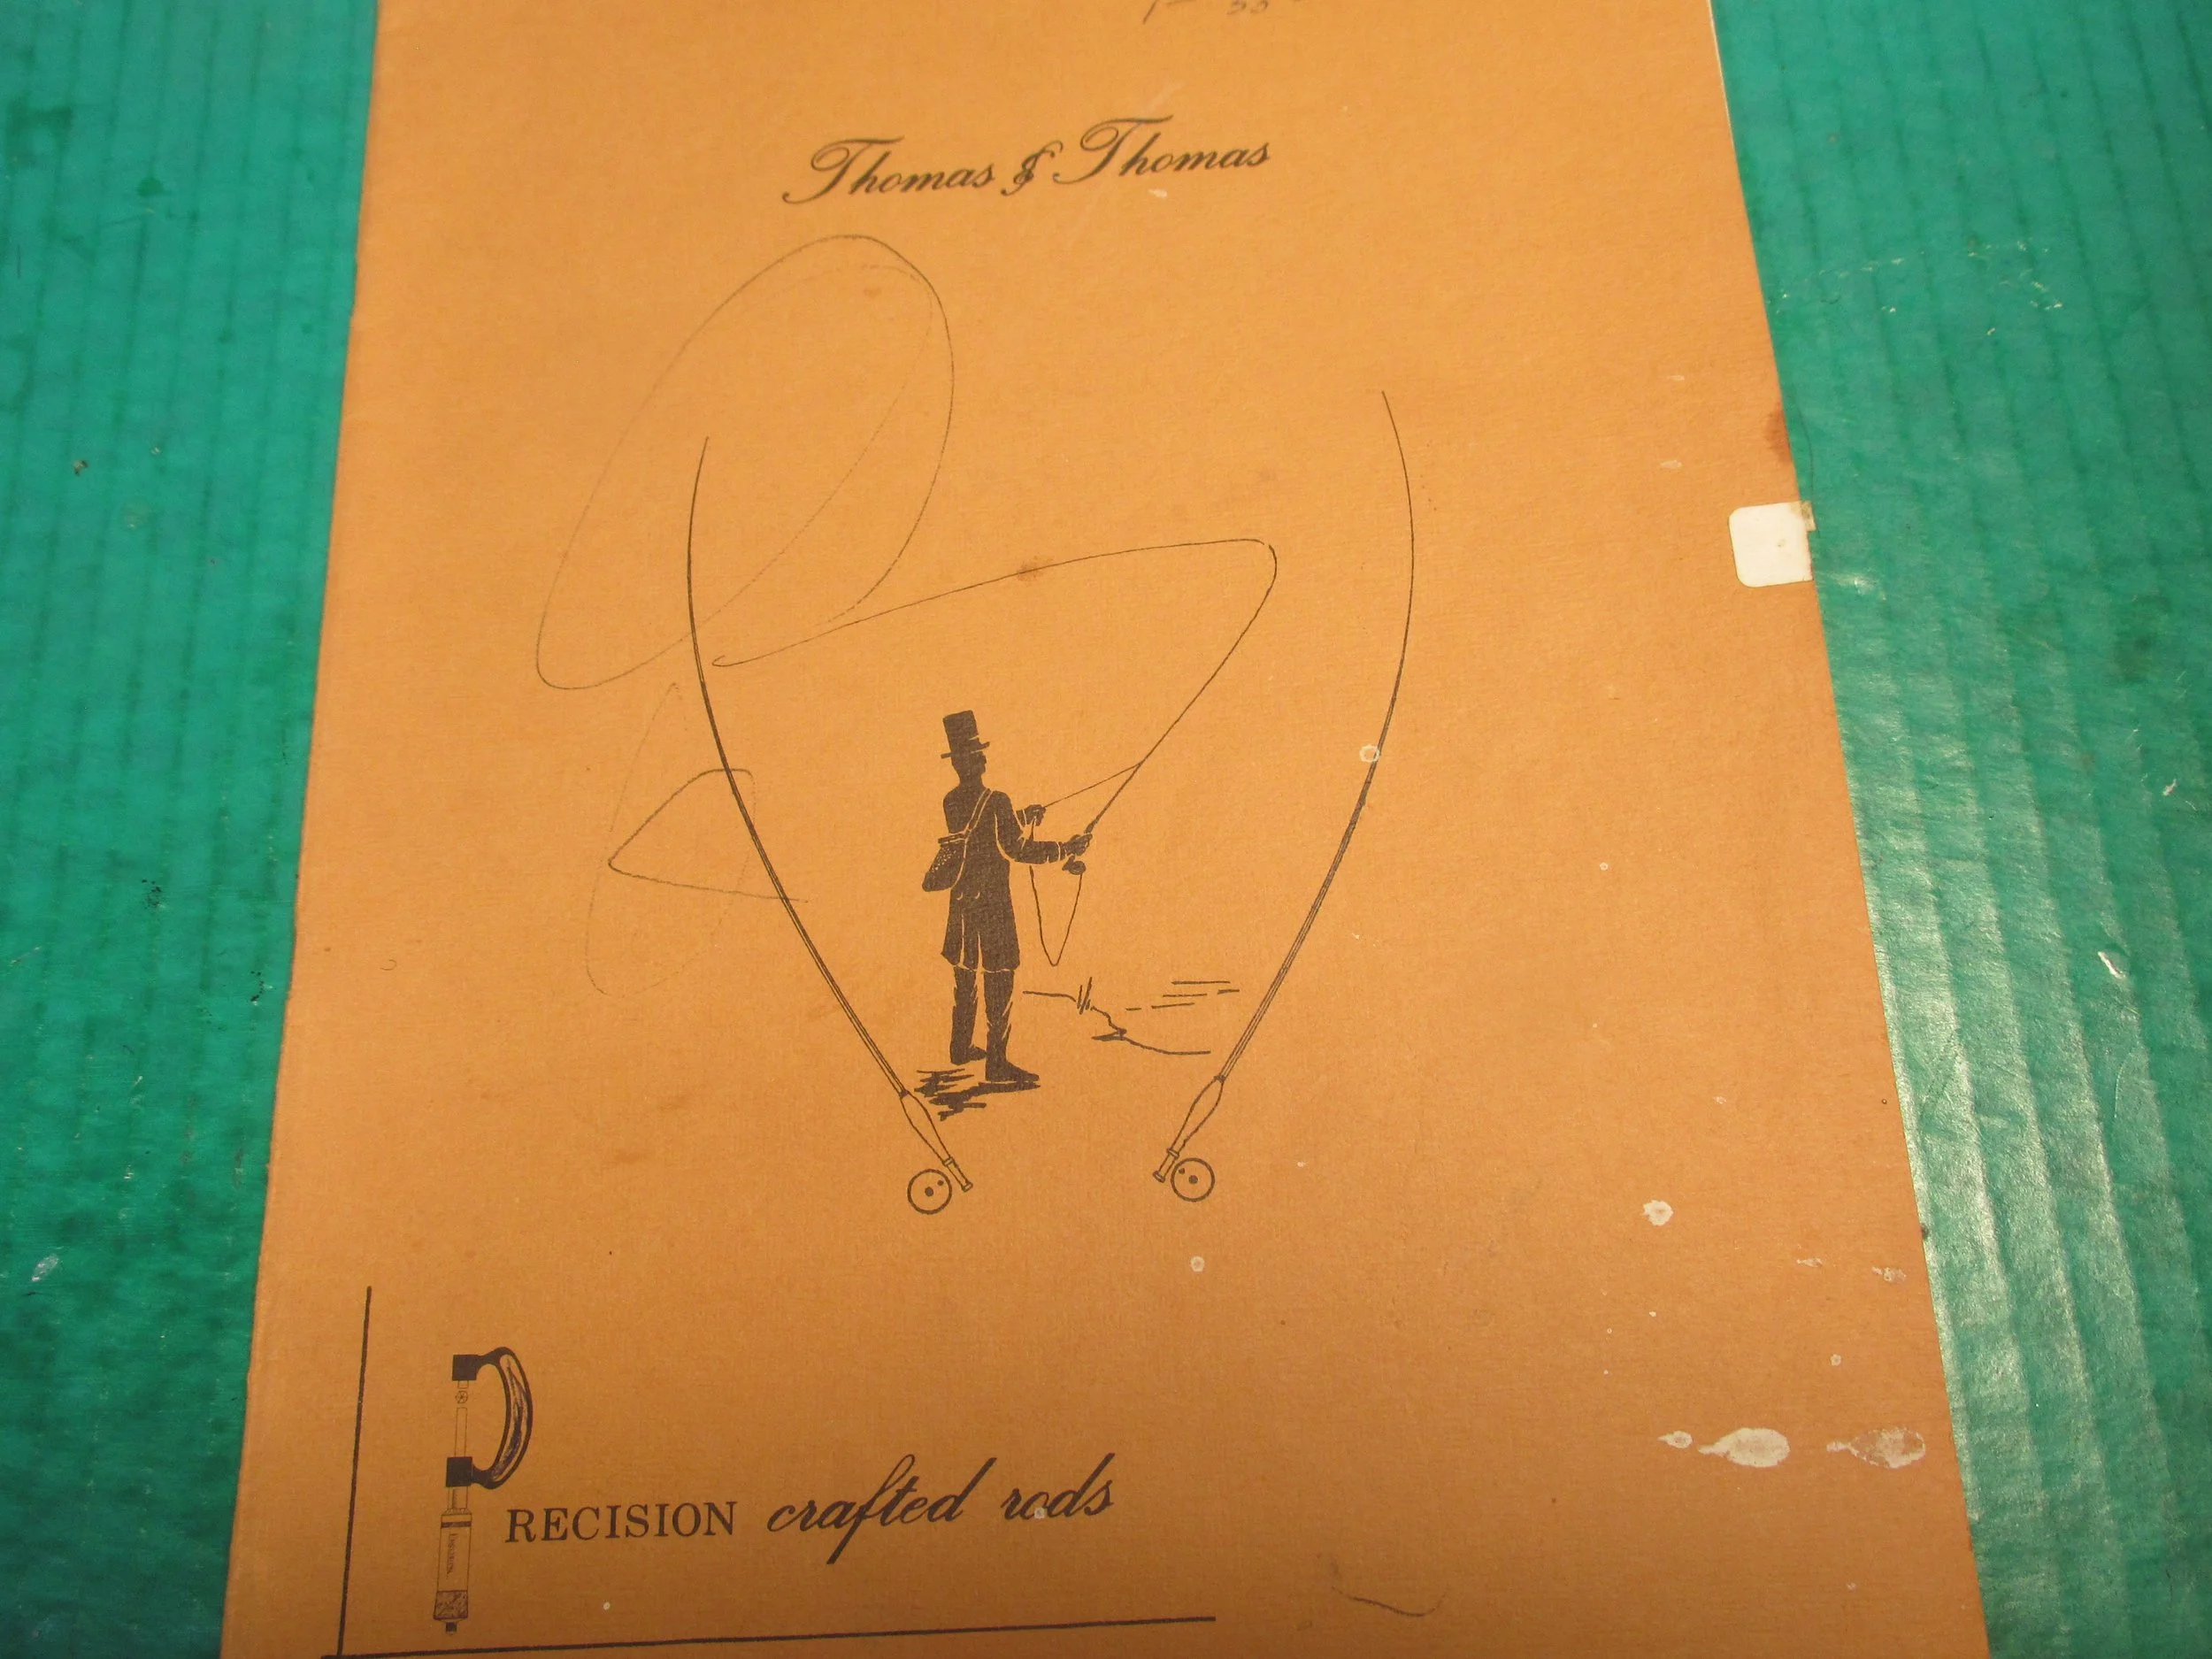 Thomas & Thomas
PRECISION crafted rods